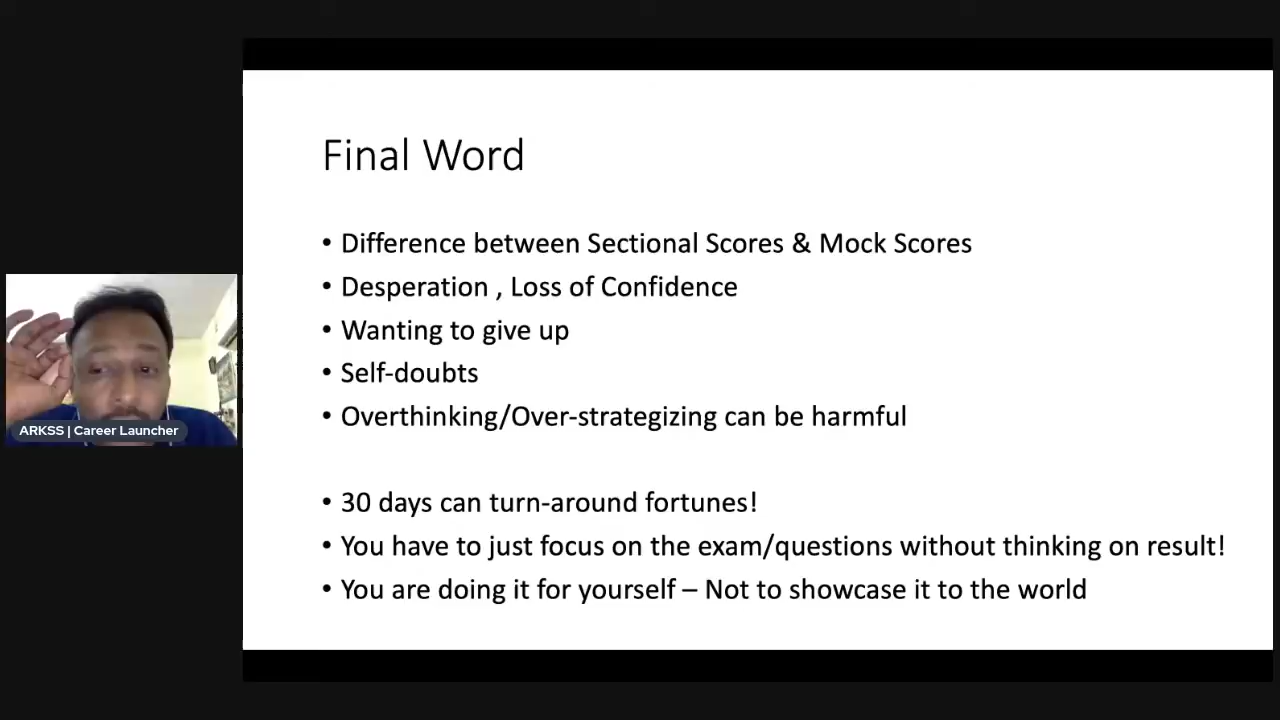 Final Word
• Difference between Sectional Scores & Mock Scores
• Desperation , Loss of Confidence
• Wanting to give up
• Self-doubts
• Overthinking/Over-strategizing can be harmful
• 30 days can turn-around fortunes!
• You have to just focus on the exam/questions without thinking on result!
• You are doing it for yourself – Not to showcase it to the world
ARKSS | Career Launcher